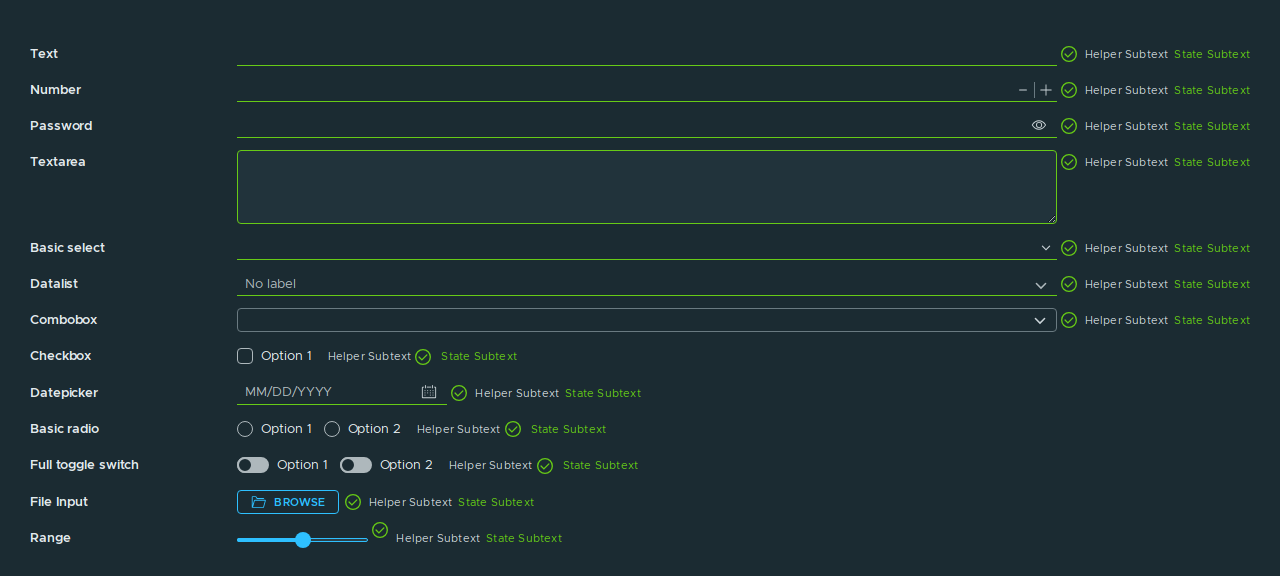 Text Helper Subtext State Subtext
Number Helper Subtext State Subtext
Password Helper Subtext State Subtext
Textarea Helper Subtext State Subtext
Basic select Helper Subtext State Subtext
Datalist No label Helper Subtext State Subtext
Combobox Helper Subtext State Subtext
Checkbox Option 1 Helper Subtext State Subtext
Datepicker MM/DD/YYYY Helper Subtext State Subtext
Basic radio Option 1 Option 2 Helper Subtext State Subtext
Full toggle switch Option 1 Option 2 Helper Subtext State Subtext
File Input BROWSE Helper Subtext State Subtext
Range Helper Subtext State Subtext